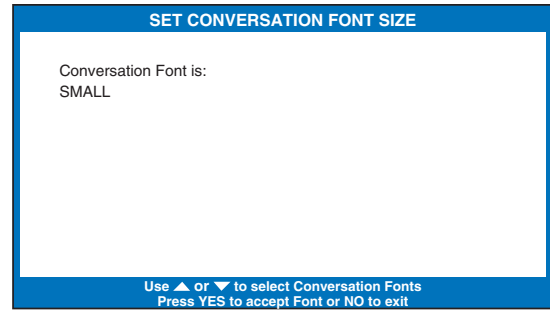 SET CONVERSATION FONT SIZE
Conversation Font is:
SMALL
Use ▲ or ▼ to select Conversation Fonts
Press YES to accept Font or NO to exit